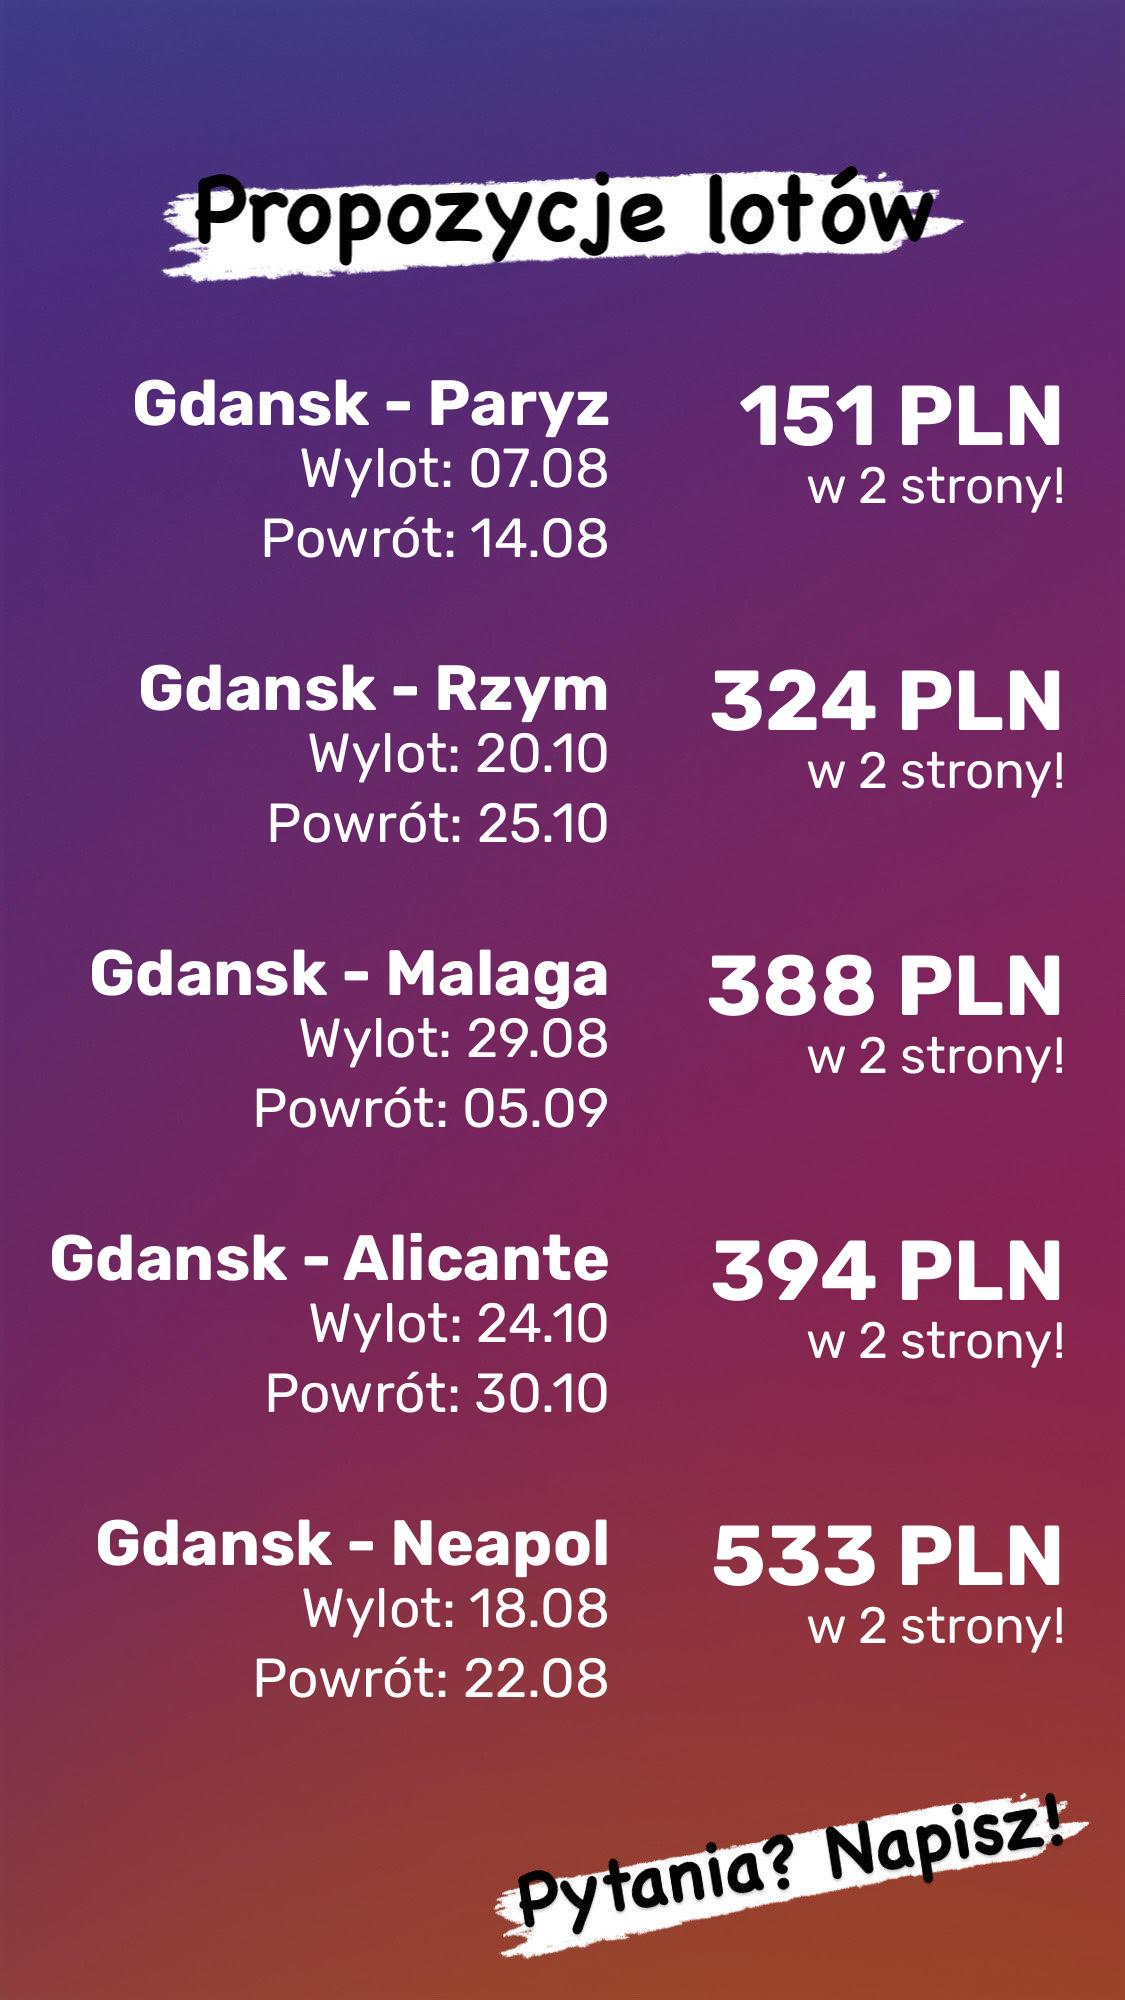 Propozycje lotów
Gdansk - Paryz
Wylot: 07.08
Powrót: 14.08
151 PLN
w 2 strony!
Gdansk - Rzym
Wylot: 20.10
Powrót: 25.10
324 PLN
w 2 strony!
Gdansk - Malaga
Wylot: 29.08
Powrót: 05.09
388 PLN
w 2 strony!
Gdansk - Alicante
Wylot: 24.10
Powrót: 30.10
394 PLN
w 2 strony!
Gdansk - Neapol
Wylot: 18.08
Powrót: 22.08
533 PLN
w 2 strony!
Pytania? Napisz!